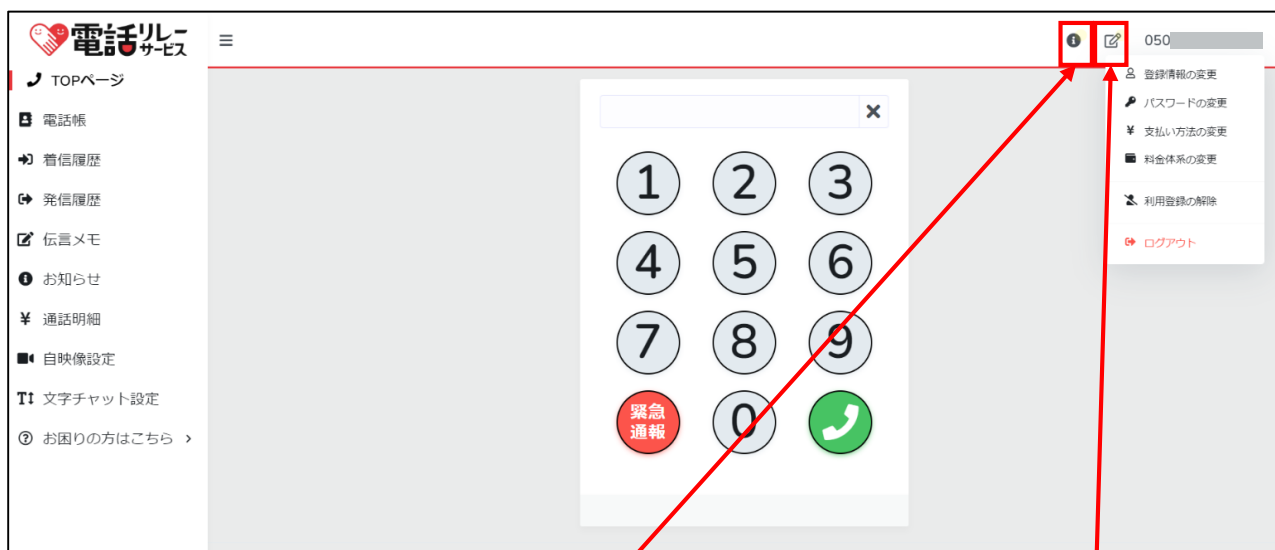 電話リレーサービス
050
TOPページ
電話帳
着信履歴
発信履歴
伝言メモ
お知らせ
¥ 通話明細
自映像設定
文字チャット設定
お困りの方はこちら
1 2 3
4 5 6
7 8 9
緊急通報 0
登録情報の変更
パスワードの変更
¥ 支払い方法の変更
料金体系の変更
利用登録の解除
ログアウト